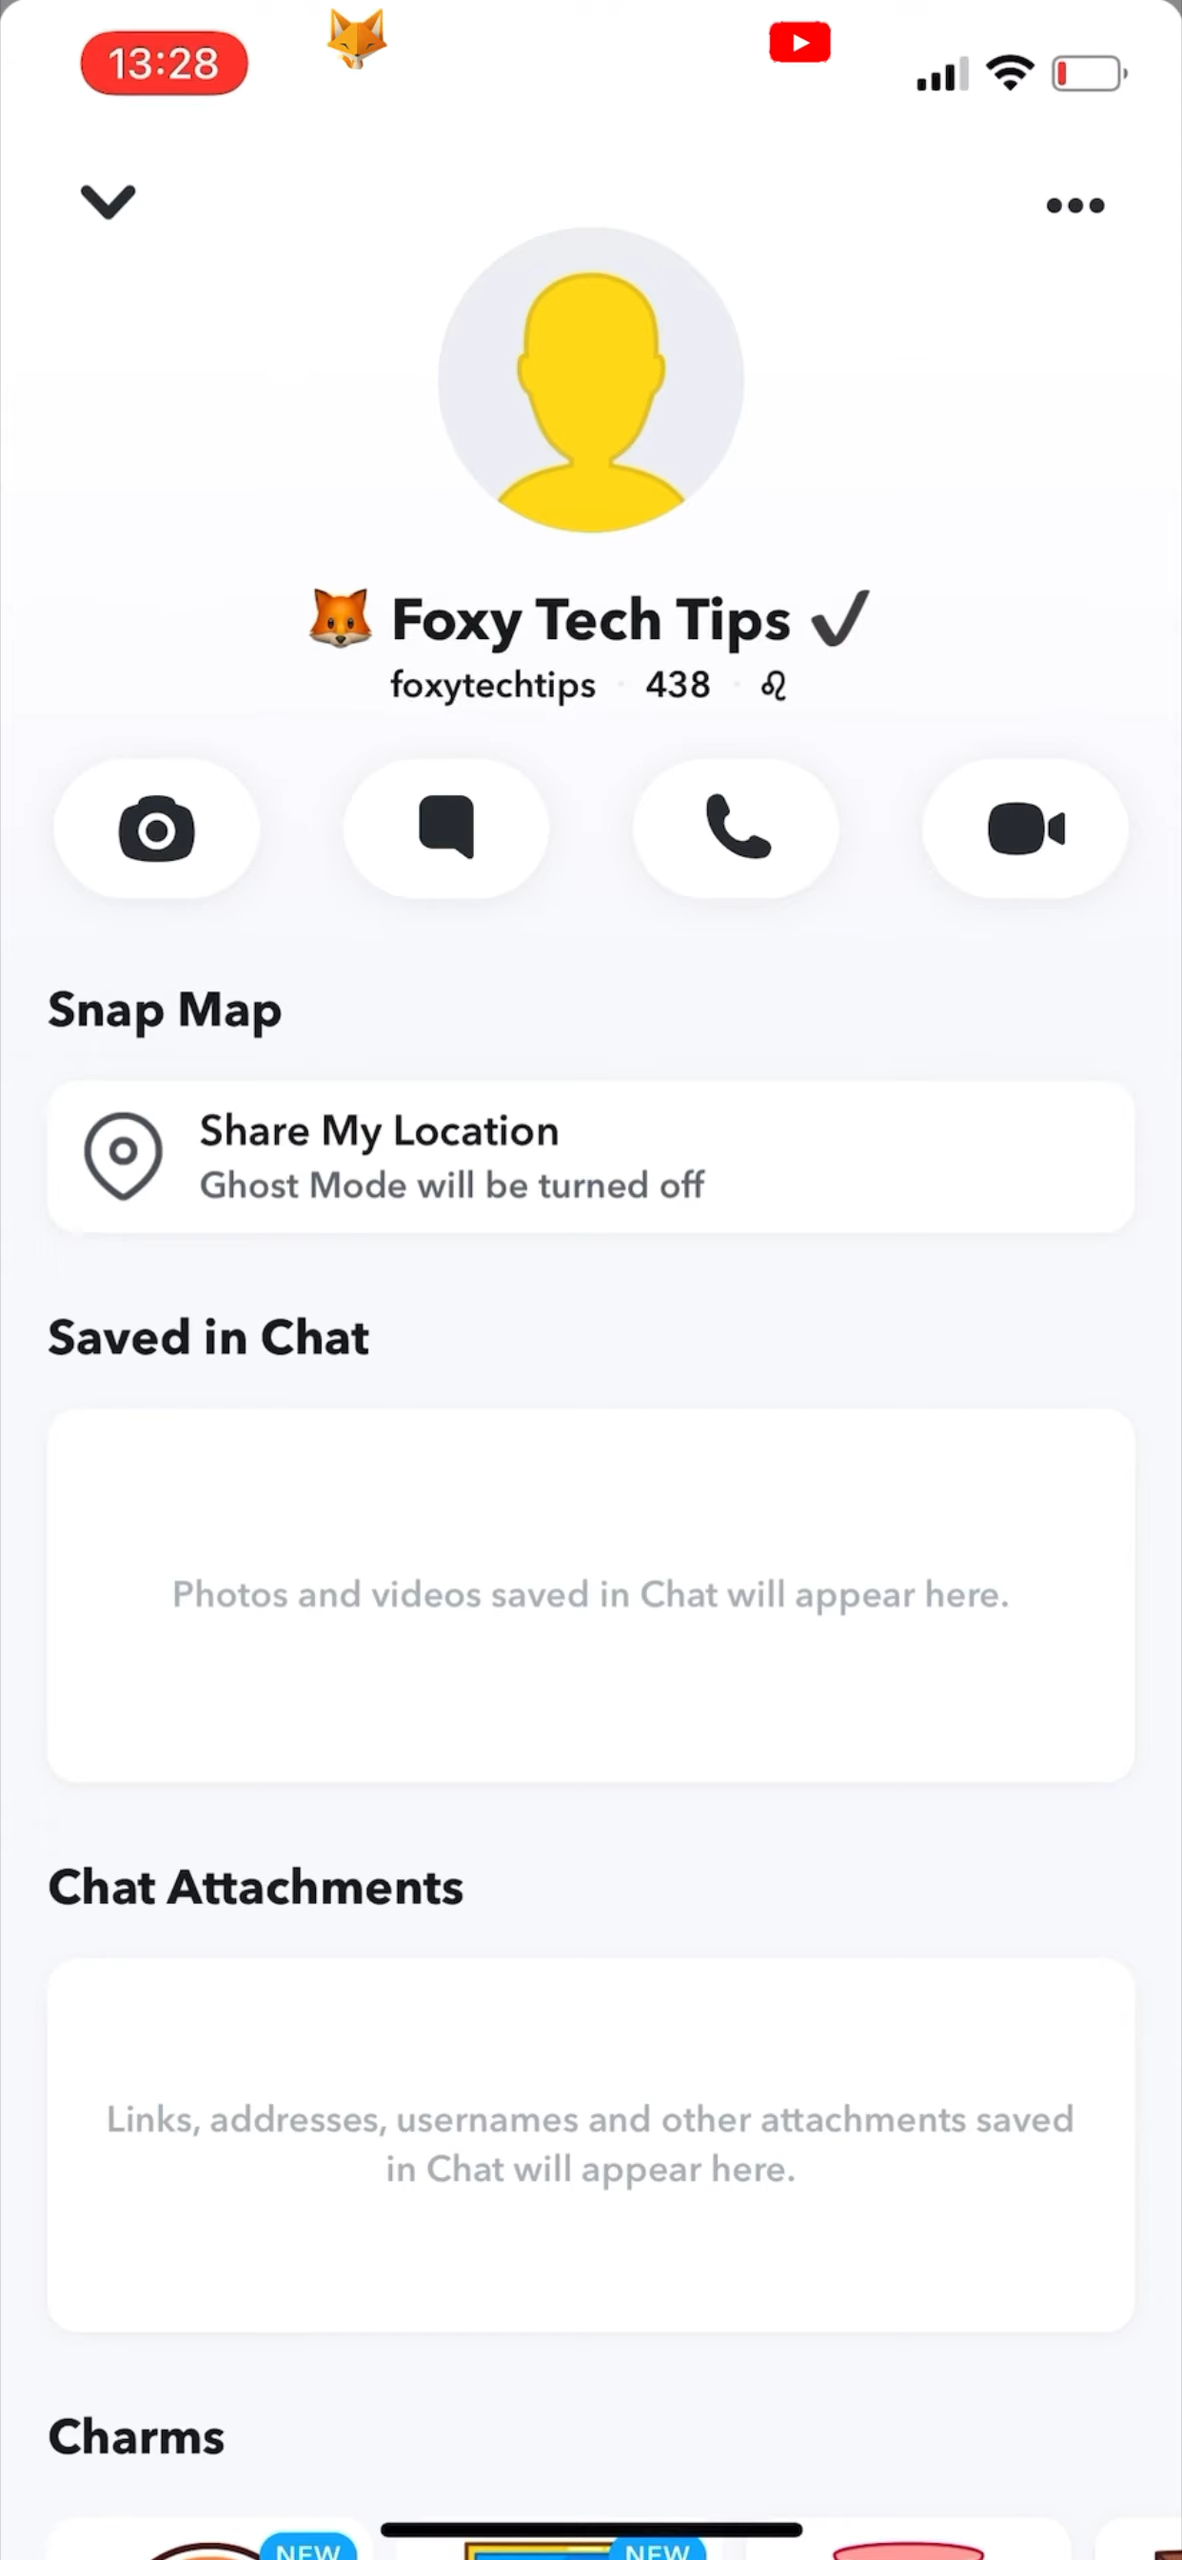 13:28
🦊 Foxy Tech Tips ✓
foxytechtips · 438 · ♌
Snap Map
Share My Location
Ghost Mode will be turned off
Saved in Chat
Photos and videos saved in Chat will appear here.
Chat Attachments
Links, addresses, usernames and other attachments saved
in Chat will appear here.
Charms
NEW
NEW